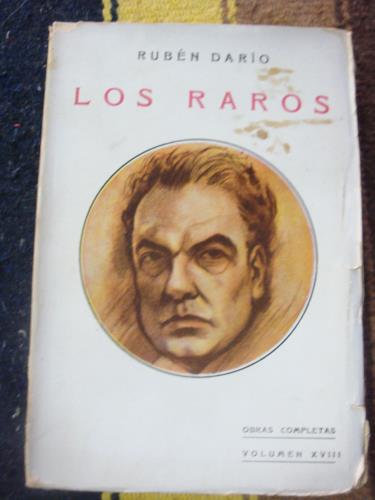 RUBÉN DARÍO
LOS RAROS
OBRAS COMPLETAS
VOLUMEN XVIII